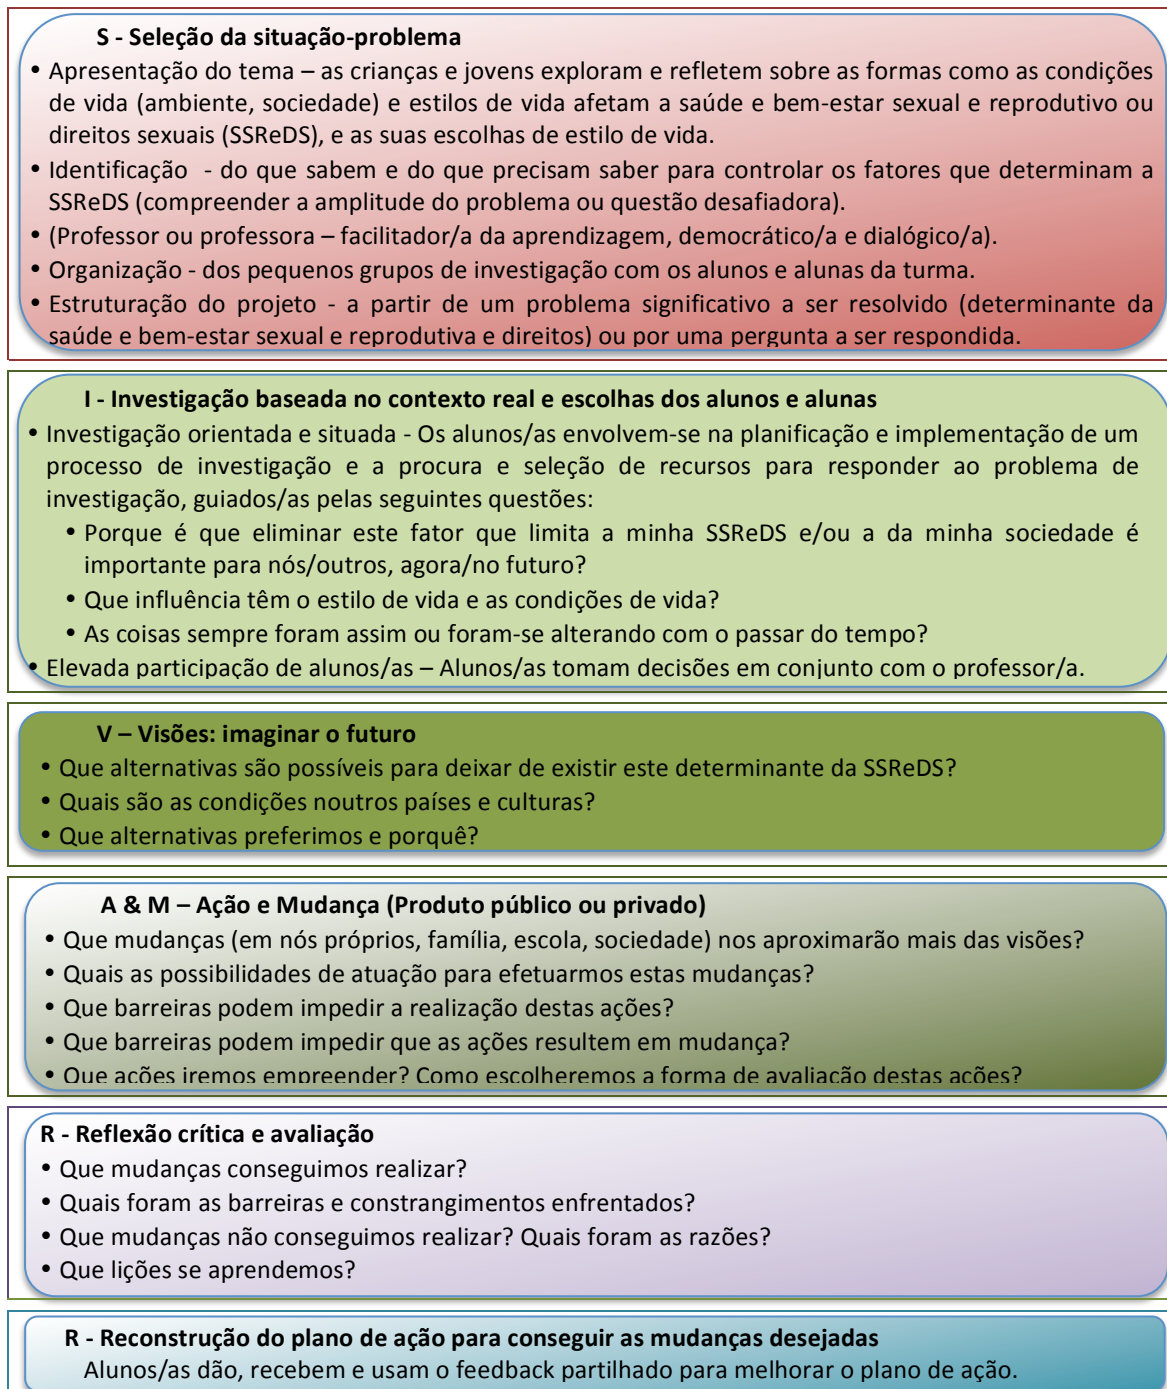 S - Seleção da situação-problema
• Apresentação do tema – as crianças e jovens exploram e refletem sobre as formas como as condições
de vida (ambiente, sociedade) e estilos de vida afetam a saúde e bem-estar sexual e reprodutivo ou
direitos sexuais (SSReDS), e as suas escolhas de estilo de vida.
• Identificação - do que sabem e do que precisam saber para controlar os fatores que determinam a
SSReDS (compreender a amplitude do problema ou questão desafiadora).
• (Professor ou professora – facilitador/a da aprendizagem, democrático/a e dialógico/a).
• Organização - dos pequenos grupos de investigação com os alunos e alunas da turma.
• Estruturação do projeto - a partir de um problema significativo a ser resolvido (determinante da
saúde e bem-estar sexual e reprodutiva e direitos) ou por uma pergunta a ser respondida.
I - Investigação baseada no contexto real e escolhas dos alunos e alunas
• Investigação orientada e situada - Os alunos/as envolvem-se na planificação e implementação de um
processo de investigação e a procura e seleção de recursos para responder ao problema de
investigação, guiados/as pelas seguintes questões:
• Porque é que eliminar este fator que limita a minha SSReDS e/ou a da minha sociedade é
importante para nós/outros, agora/no futuro?
• Que influência têm o estilo de vida e as condições de vida?
• As coisas sempre foram assim ou foram-se alterando com o passar do tempo?
• Elevada participação de alunos/as – Alunos/as tomam decisões em conjunto com o professor/a.
V – Visões: imaginar o futuro
• Que alternativas são possíveis para deixar de existir este determinante da SSReDS?
• Quais são as condições noutros países e culturas?
• Que alternativas preferimos e porquê?
A & M – Ação e Mudança (Produto público ou privado)
• Que mudanças (em nós próprios, família, escola, sociedade) nos aproximarão mais das visões?
• Quais as possibilidades de atuação para efetuarmos estas mudanças?
• Que barreiras podem impedir a realização destas ações?
• Que barreiras podem impedir que as ações resultem em mudança?
• Que ações iremos empreender? Como escolheremos a forma de avaliação destas ações?
R - Reflexão crítica e avaliação
• Que mudanças conseguimos realizar?
• Quais foram as barreiras e constrangimentos enfrentados?
• Que mudanças não conseguimos realizar? Quais foram as razões?
• Que lições se aprendemos?
R - Reconstrução do plano de ação para conseguir as mudanças desejadas
Alunos/as dão, recebem e usam o feedback partilhado para melhorar o plano de ação.